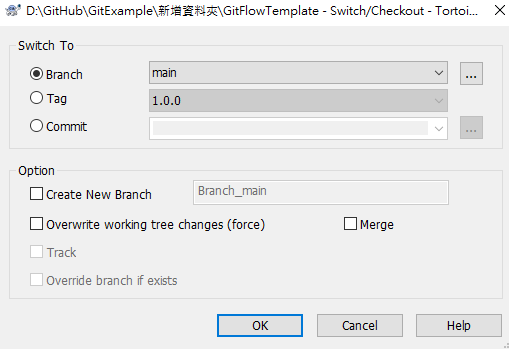 D:\GitHub\GitExample\新增資料夾\GitFlowTemplate - Switch/Checkout - Tortoi...
Switch To
Branch main ...
Tag 1.0.0
Commit ...
Option
Create New Branch Branch_main
Overwrite working tree changes (force) Merge
Track
Override branch if exists
OK Cancel Help